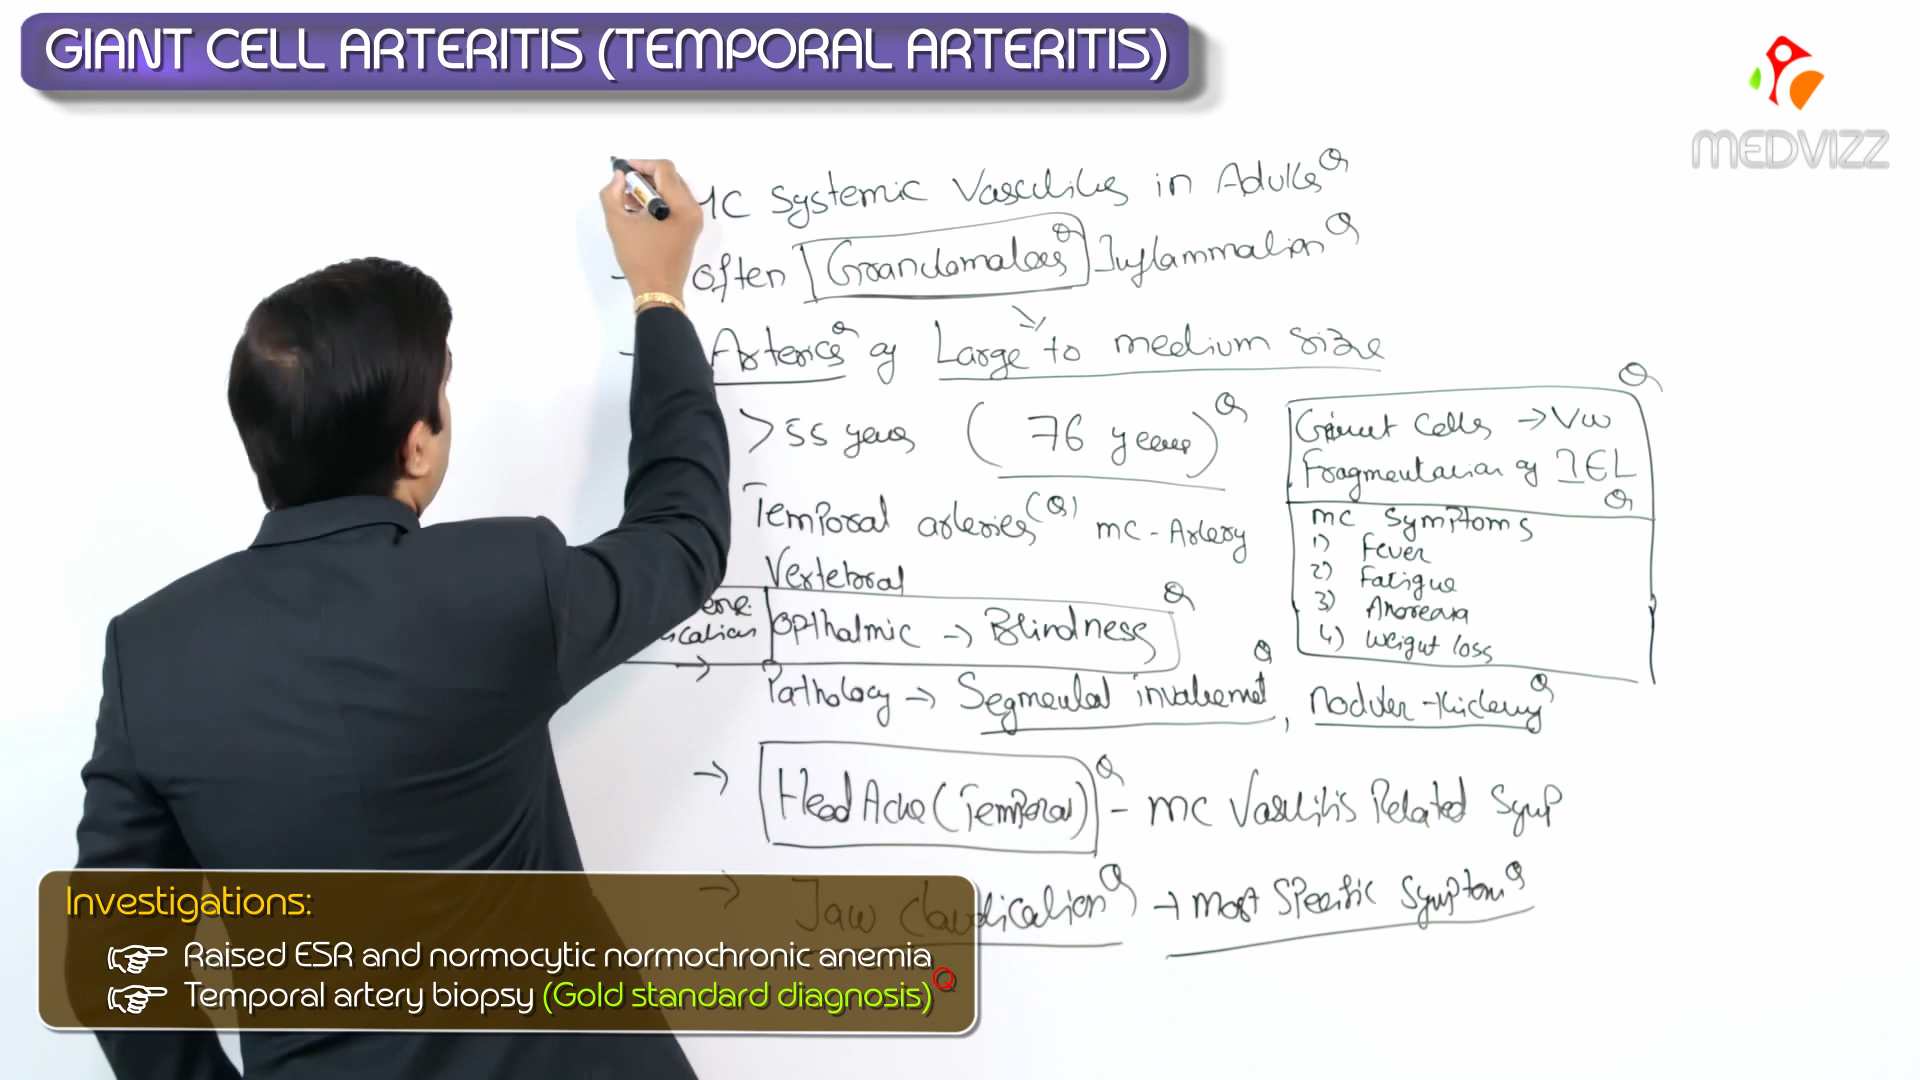 GIANT CELL ARTERITIS (TEMPORAL ARTERITIS)
MEDVIZZ
MC Systemic Vasculitis in Adults Q
- Often Granulomatous Q Inflammation Q
- Arteries Q of Large to medium size
> 55 years ( 76 years ) Q
Temporal arteries (Q) mc - Artery
Vertebral
Opthalmic → Blindness Q
→ Pathology → Segmental involvement Q, nodular thickening Q
→ Head Ache (Temporal) Q - MC Vasculitis Related Symp
→ Jaw Claudication Q → most Specific Symptom Q
Q
Giant Cells → VW
Fragmentation of IEL
Q
MC Symptoms
1) Fever
2) Fatigue
3) Anorexia
4) Weight loss
Investigations:
Raised ESR and normocytic normochronic anemia
Temporal artery biopsy (Gold standard diagnosis) Q